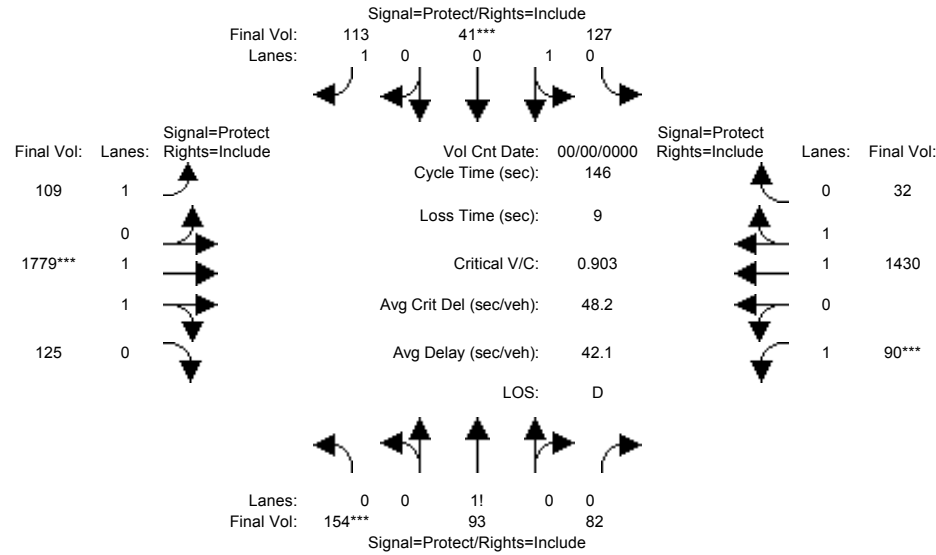 Signal=Protect/Rights=Include
Final Vol: 113 41*** 127
Lanes: 1 0 0 1 0
Signal=Protect Signal=Protect
Final Vol: Lanes: Rights=Include Vol Cnt Date: 00/00/0000 Rights=Include Lanes: Final Vol:
Cycle Time (sec): 146
109 1 0 32
Loss Time (sec): 9
0 1
1779*** 1 Critical V/C: 0.903 1 1430
1 Avg Crit Del (sec/veh): 48.2 0
125 0 Avg Delay (sec/veh): 42.1 1 90***
LOS: D
Lanes: 0 0 1! 0 0
Final Vol: 154*** 93 82
Signal=Protect/Rights=Include